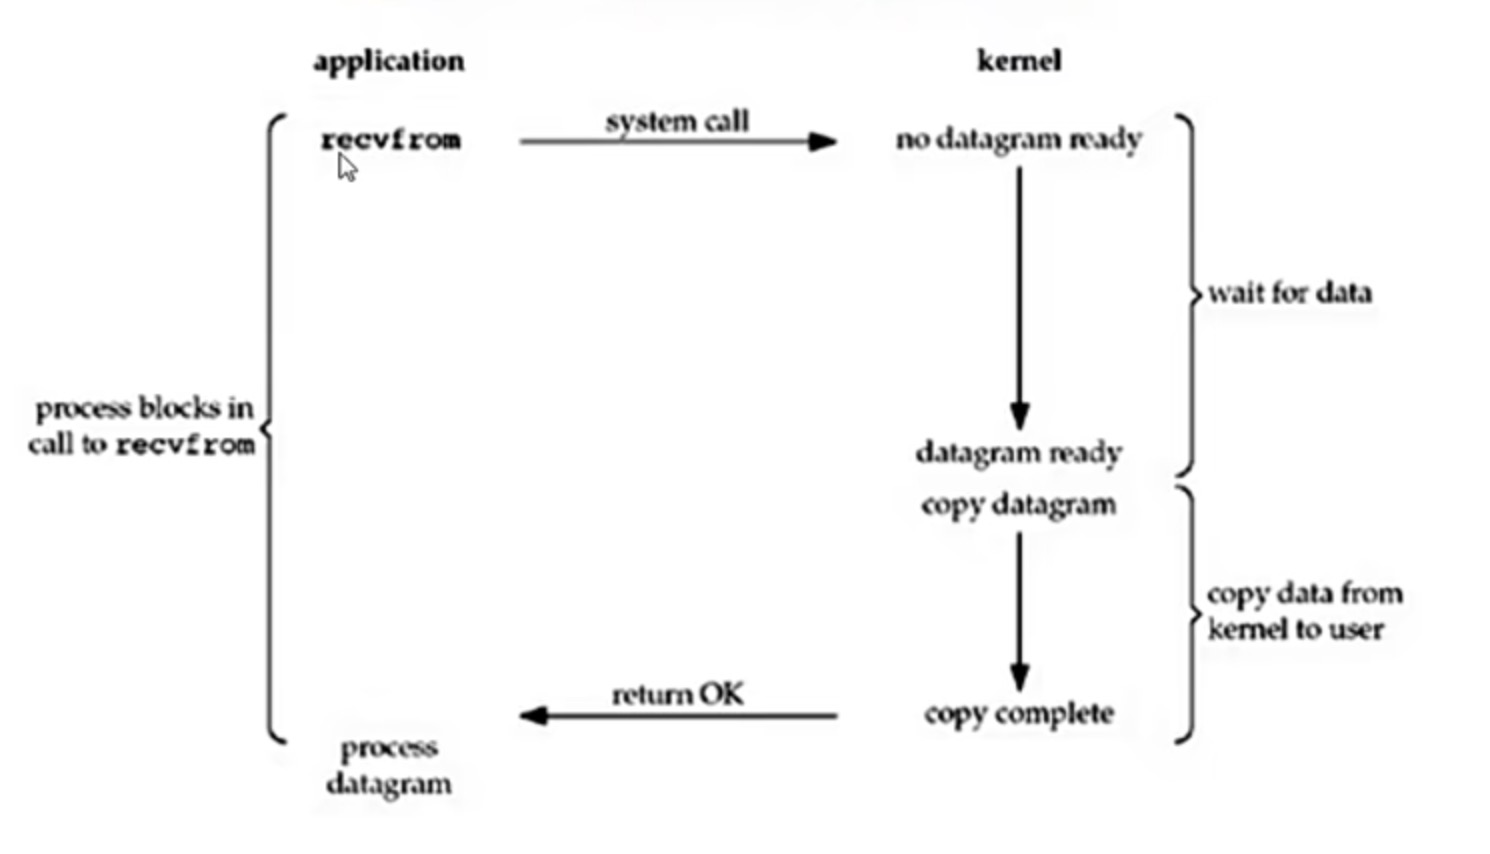 application
kernel
recvfrom
system call
no datagram ready
wait for data
process blocks in
call to recvfrom
datagram ready
copy datagram
copy data from
kernel to user
return OK
copy complete
process
datagram